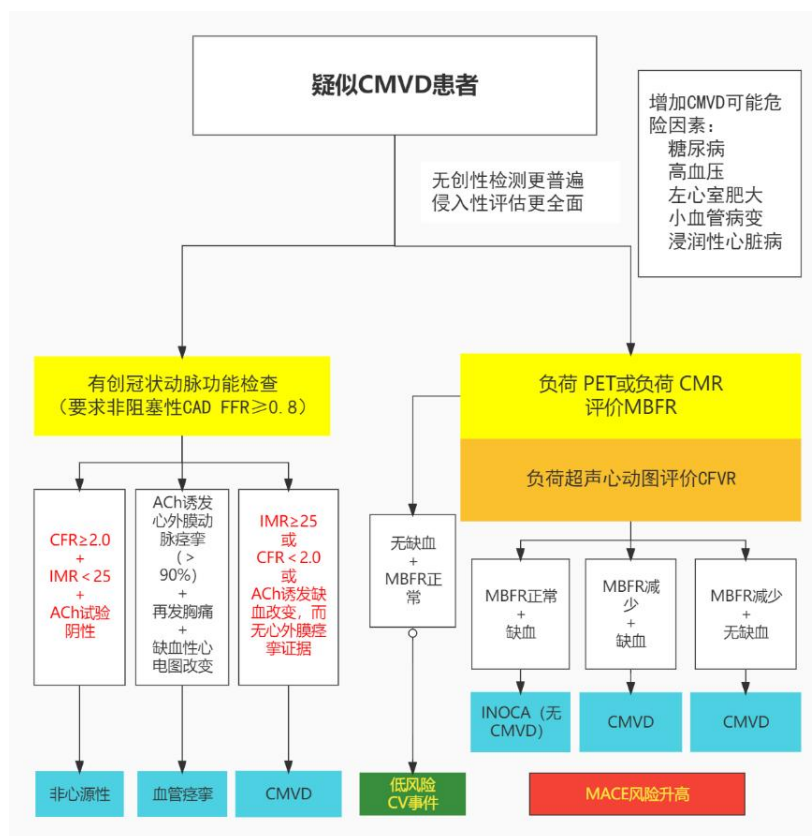 疑似CMVD患者
增加CMVD可能危
险因素：
糖尿病
高血压
左心室肥大
小血管病变
浸润性心脏病
无创性检测更普遍
侵入性评估更全面
有创冠状动脉功能检查
（要求非阻塞性CAD FFR≥0.8）
负荷 PET或负荷 CMR
评价MBFR
负荷超声心动图评价CFVR
CFR≥2.0
+
IMR＜25
+
ACh试验
阴性
ACh诱发
心外膜动
脉痉挛
（＞
90%）
+
再发胸痛
+
缺血性心
电图改变
IMR≥25
或
CFR＜2.0
或
ACh诱发缺
血改变，而
无心外膜痉
挛证据
无缺血
+
MBFR正
常
MBFR正常
+
缺血
MBFR减
少
+
缺血
MBFR减少
+
无缺血
INOCA（无
CMVD）
CMVD
CMVD
非心源性
血管痉挛
CMVD
低风险
CV事件
MACE风险升高